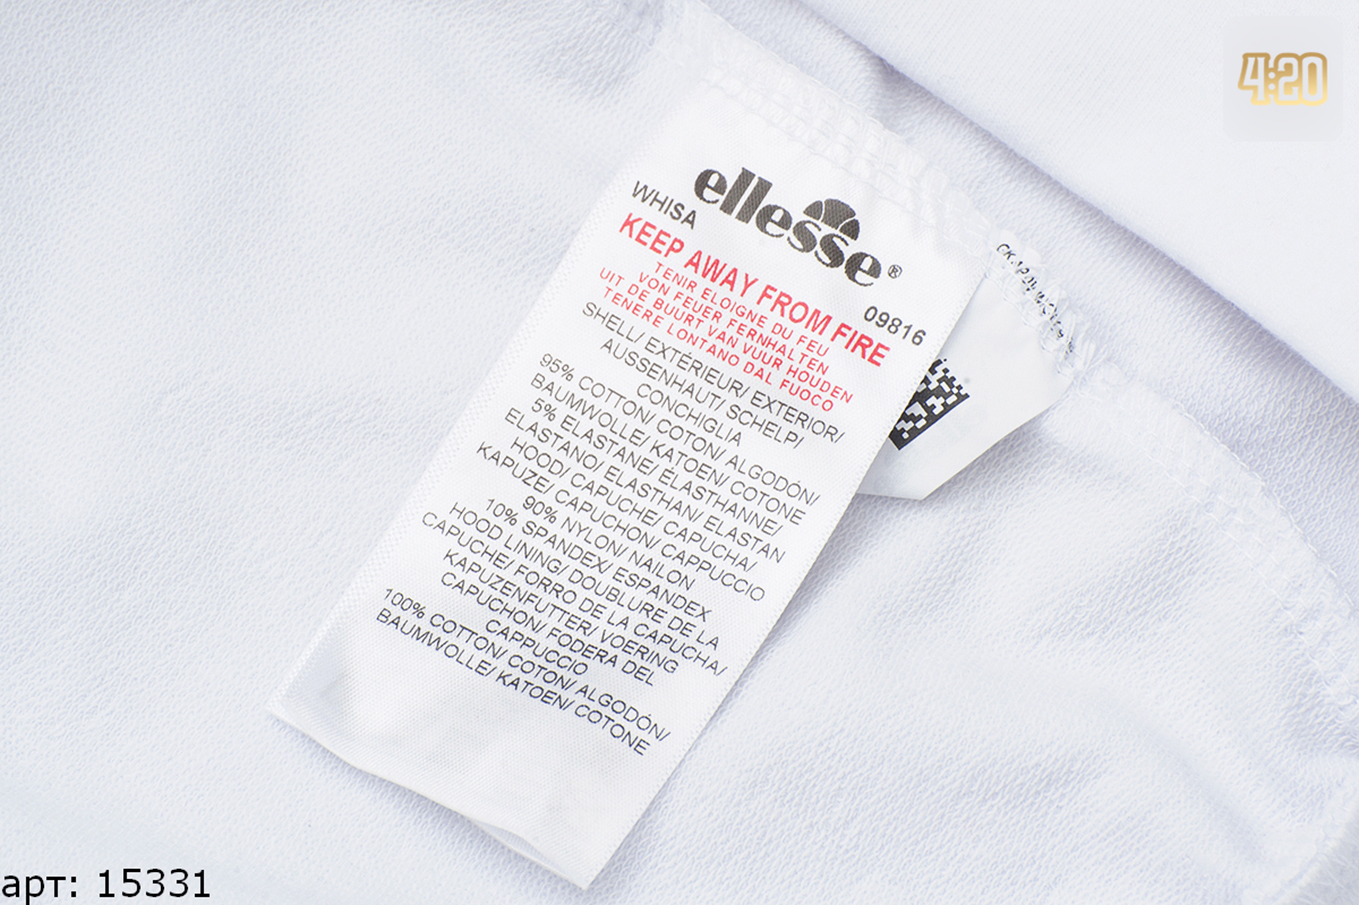 4:20
ellesse®
WHISA
09816
KEEP AWAY FROM FIRE
TENIR ELOIGNE DU FEU
VON FEUER FERNHALTEN
UIT DE BUURT VAN VUUR HOUDEN
TENERE LONTANO DAL FUOCO
SHELL/ EXTÉRIEUR/ EXTERIOR/
AUSSENHAUT/ SCHELP/
CONCHIGLIA
95% COTTON/ COTON/ ALGODÓN/
BAUMWOLLE/ KATOEN/ COTONE
5% ELASTANE/ ÉLASTHANNE/
ELASTANO/ ELASTHAN/ ELASTAN
HOOD/ CAPUCHE/ CAPUCHA/
KAPUZE/ CAPUCHON/ CAPPUCCIO
90% NYLON/ NAILON
10% SPANDEX/ ESPANDEX
HOOD LINING/ DOUBLURE DE LA
CAPUCHE/ FORRO DE LA CAPUCHA/
KAPUZENFUTTER/ VOERING
CAPUCHON/ FODERA DEL
CAPPUCCIO
100% COTTON/ COTON/ ALGODÓN/
BAUMWOLLE/ KATOEN/ COTONE
арт: 15331